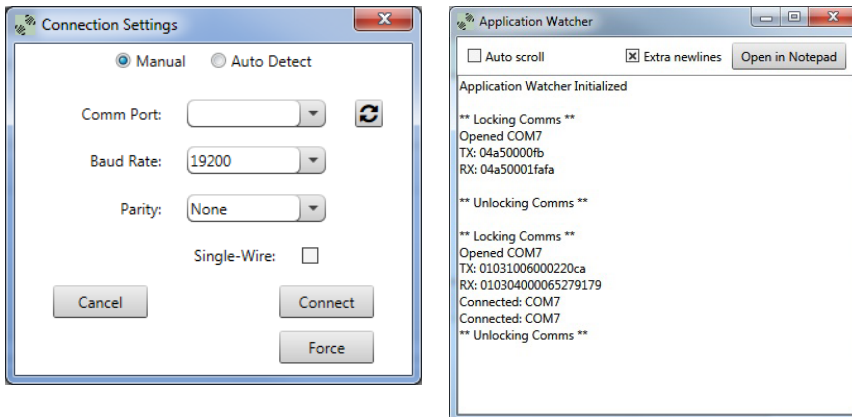 Connection Settings
Manual Auto Detect
Comm Port:
Baud Rate: 19200
Parity: None
Single-Wire:
Cancel Connect
Force
Application Watcher
Auto scroll Extra newlines Open in Notepad
Application Watcher Initialized
** Locking Comms **
Opened COM7
TX: 04a50000fb
RX: 04a50001fafa
** Unlocking Comms **
** Locking Comms **
Opened COM7
TX: 01031006000220ca
RX: 010304000065279179
Connected: COM7
Connected: COM7
** Unlocking Comms **